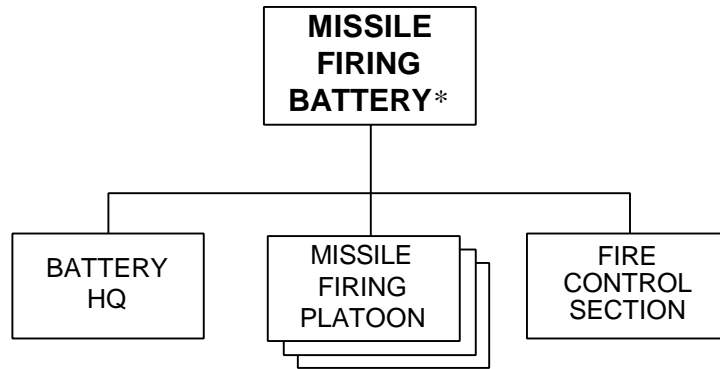 MISSILE
FIRING
BATTERY*
BATTERY
HQ
MISSILE
FIRING
PLATOON
FIRE
CONTROL
SECTION